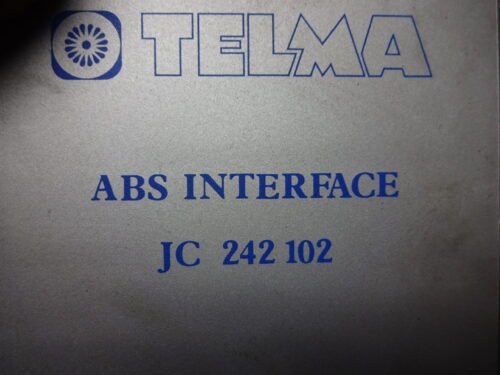 TELMA
ABS INTERFACE
JC 242 102